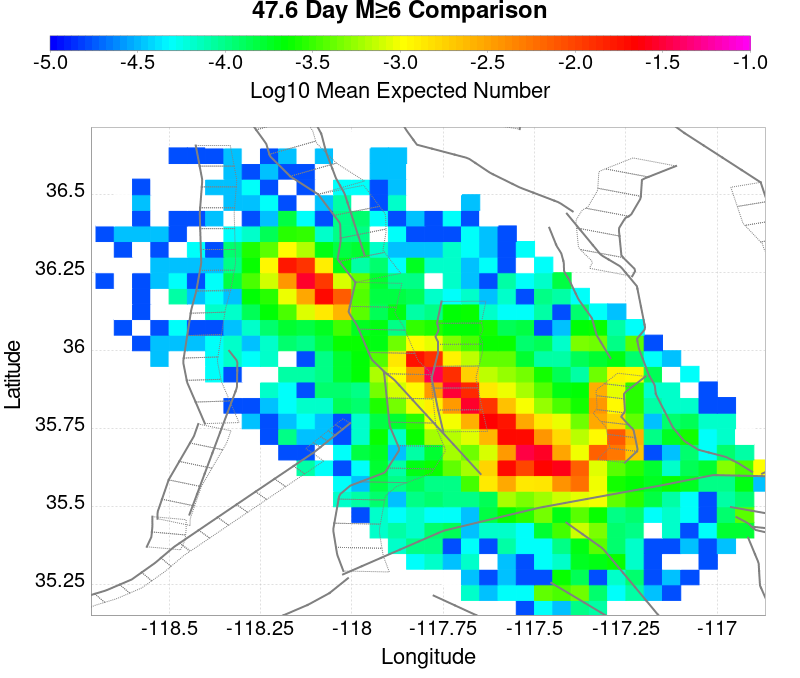 47.6 Day M≥6 Comparison
-5.0 -4.5 -4.0 -3.5 -3.0 -2.5 -2.0 -1.5 -1.0
Log10 Mean Expected Number
36.5
36.25
36
35.75
35.5
35.25
Latitude
-118.5 -118.25 -118 -117.75 -117.5 -117.25 -117
Longitude